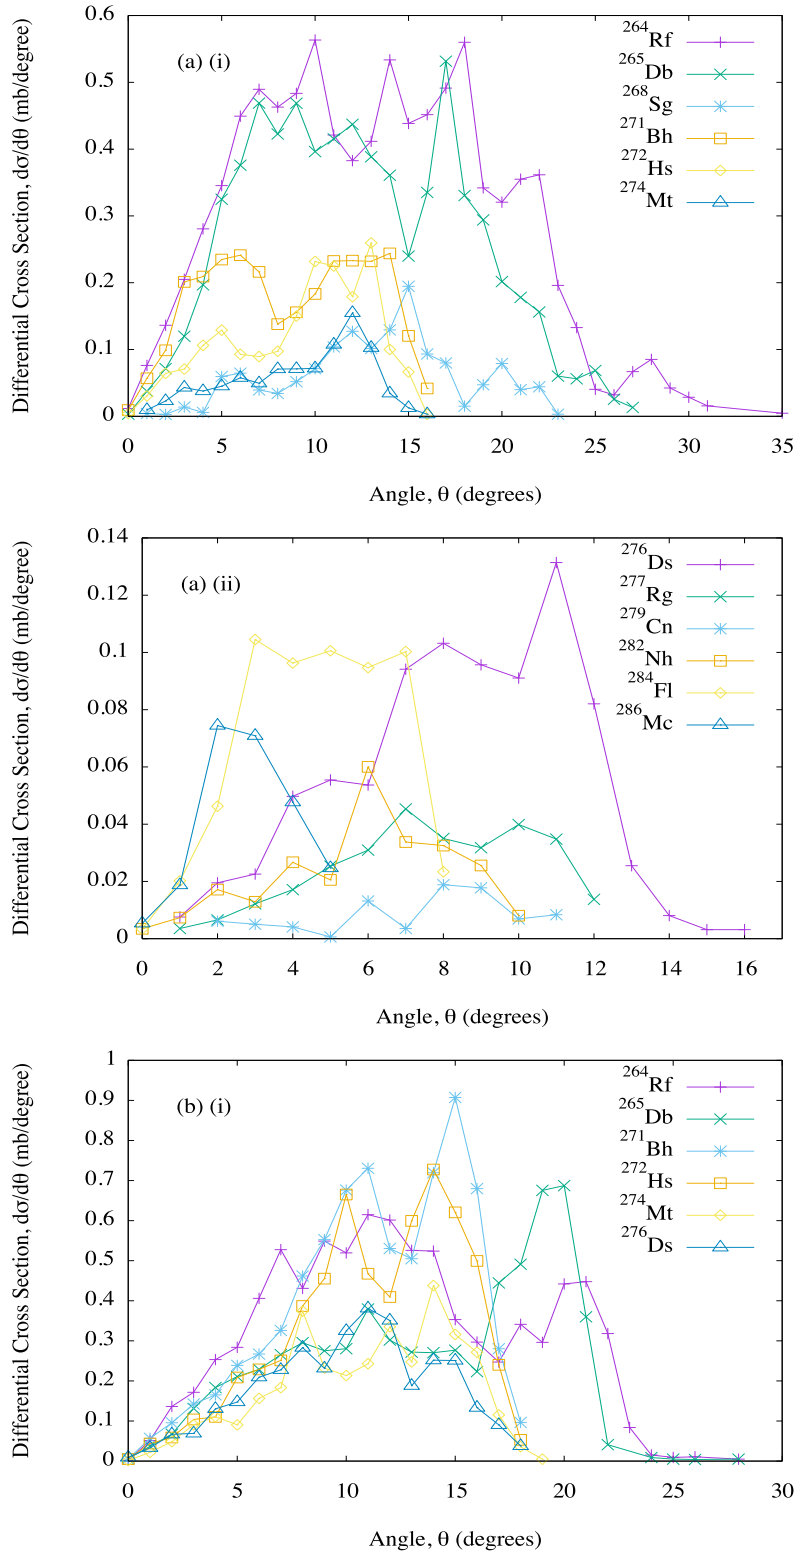 Differential Cross Section, dσ/dθ (mb/degree)
0.6
0.5
0.4
0.3
0.2
0.1
0
(a) (i)
264Rf
265Db
268Sg
271Bh
272Hs
274Mt
0 5 10 15 20 25 30 35
Angle, θ (degrees)
Differential Cross Section, dσ/dθ (mb/degree)
0.14
0.12
0.1
0.08
0.06
0.04
0.02
0
(a) (ii)
276Ds
277Rg
279Cn
282Nh
284Fl
286Mc
0 2 4 6 8 10 12 14 16
Angle, θ (degrees)
Differential Cross Section, dσ/dθ (mb/degree)
1
0.9
0.8
0.7
0.6
0.5
0.4
0.3
0.2
0.1
0
(b) (i)
264Rf
265Db
271Bh
272Hs
274Mt
276Ds
0 5 10 15 20 25 30
Angle, θ (degrees)